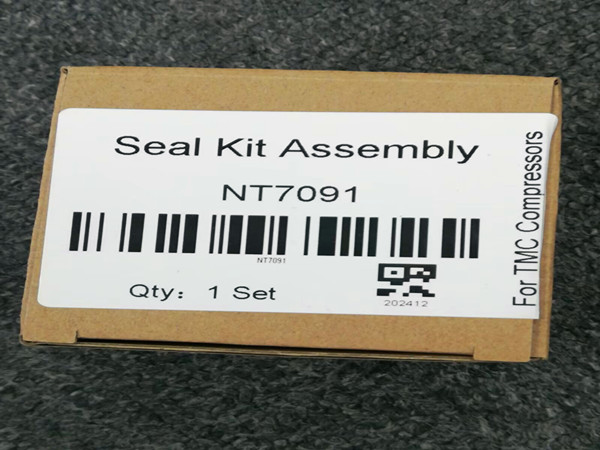 Seal Kit Assembly
NT7091
NT7091
Qty: 1 Set
202412
For TMC Compressors